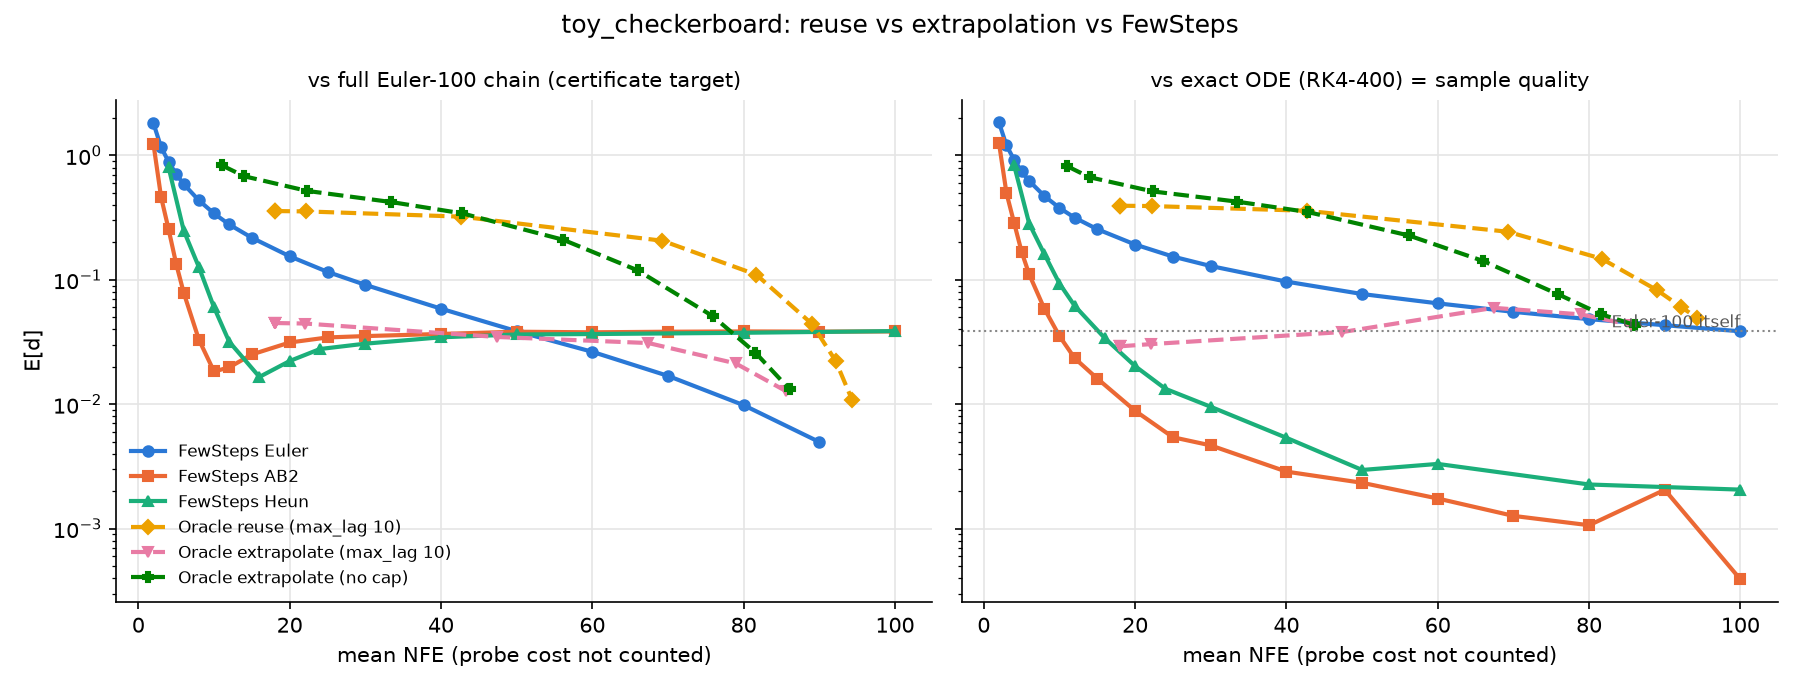 toy_checkerboard: reuse vs extrapolation vs FewSteps
vs full Euler-100 chain (certificate target)
vs exact ODE (RK4-400) = sample quality
E[d]
10⁰
10⁻¹
10⁻²
10⁻³
FewSteps Euler
FewSteps AB2
FewSteps Heun
Oracle reuse (max_lag 10)
Oracle extrapolate (max_lag 10)
Oracle extrapolate (no cap)
Euler-100 itself
0 20 40 60 80 100
0 20 40 60 80 100
mean NFE (probe cost not counted)
mean NFE (probe cost not counted)